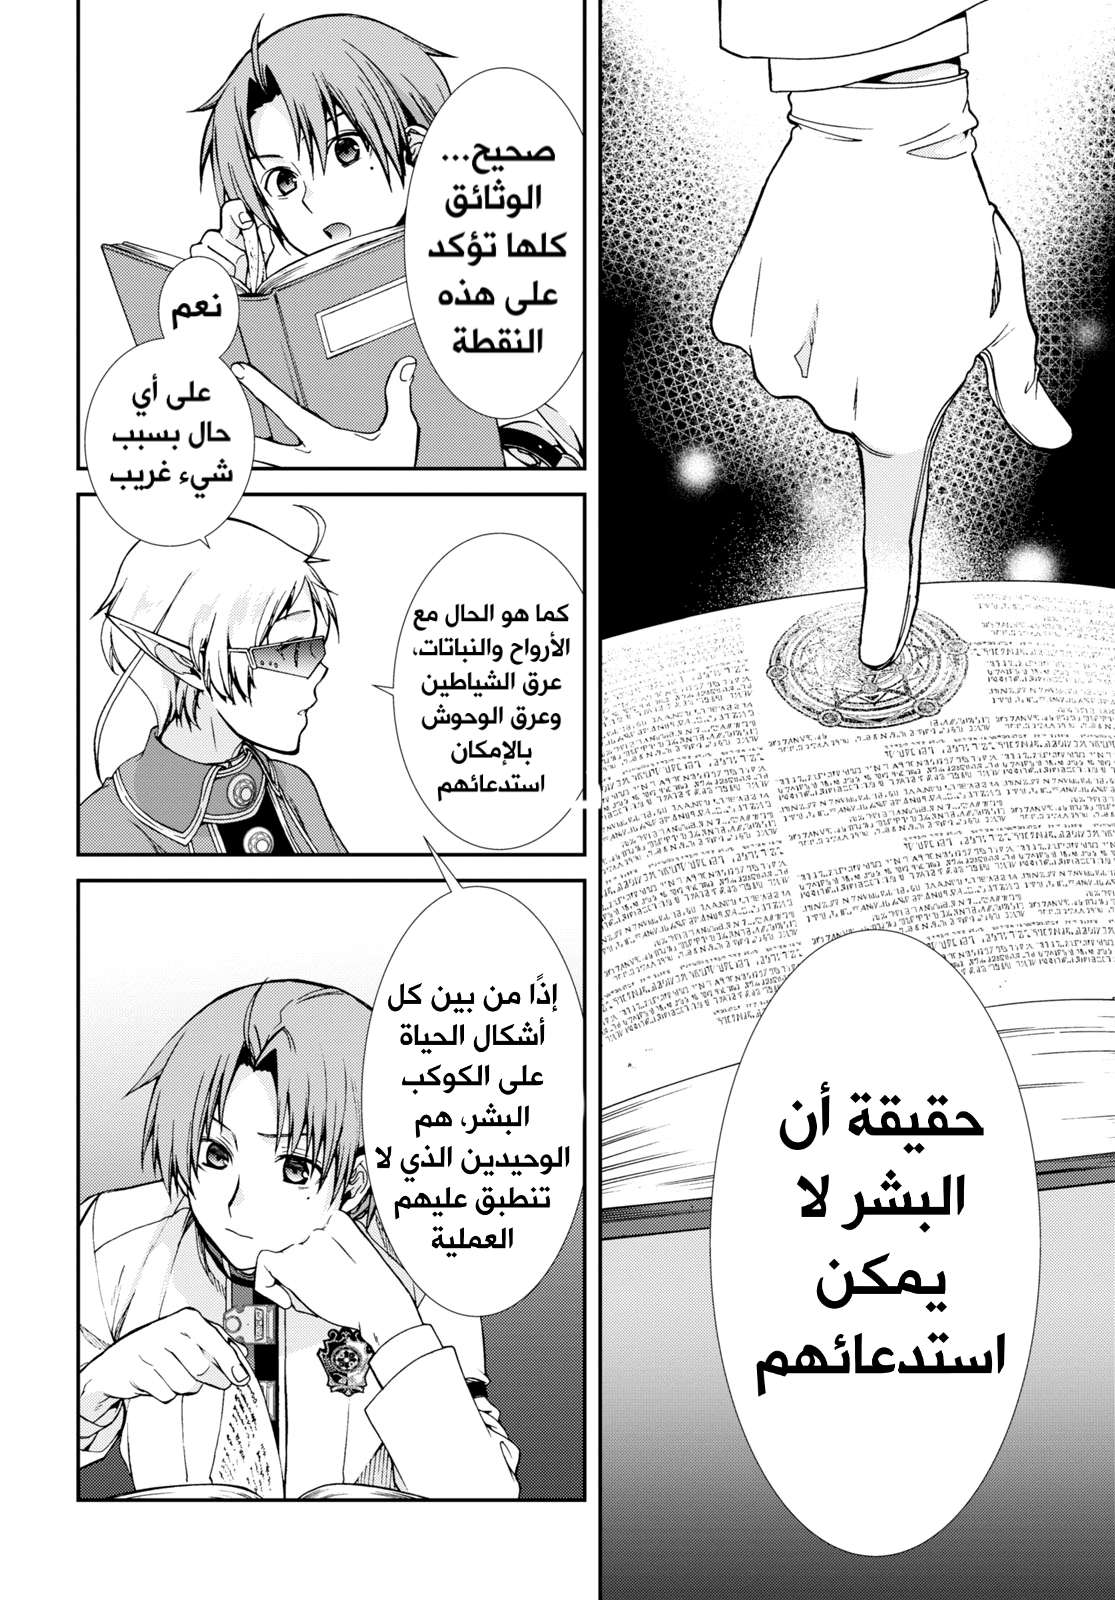 حقيقة أن
البشر لا
يمكن
استدعائهم
صحيح...
الوثائق
كلها تؤكد
على هذه
النقطة
نعم
على أي
حال بسبب
شيء غريب
كما هو الحال مع
الأرواح والنباتات،
عرق الشياطين
وعرق الوحوش
بالإمكان
استدعائهم
إذًا من بين كل
أشكال الحياة
على الكوكب
البشر، هم
الوحيدين الذي لا
تنطبق عليهم
العملية